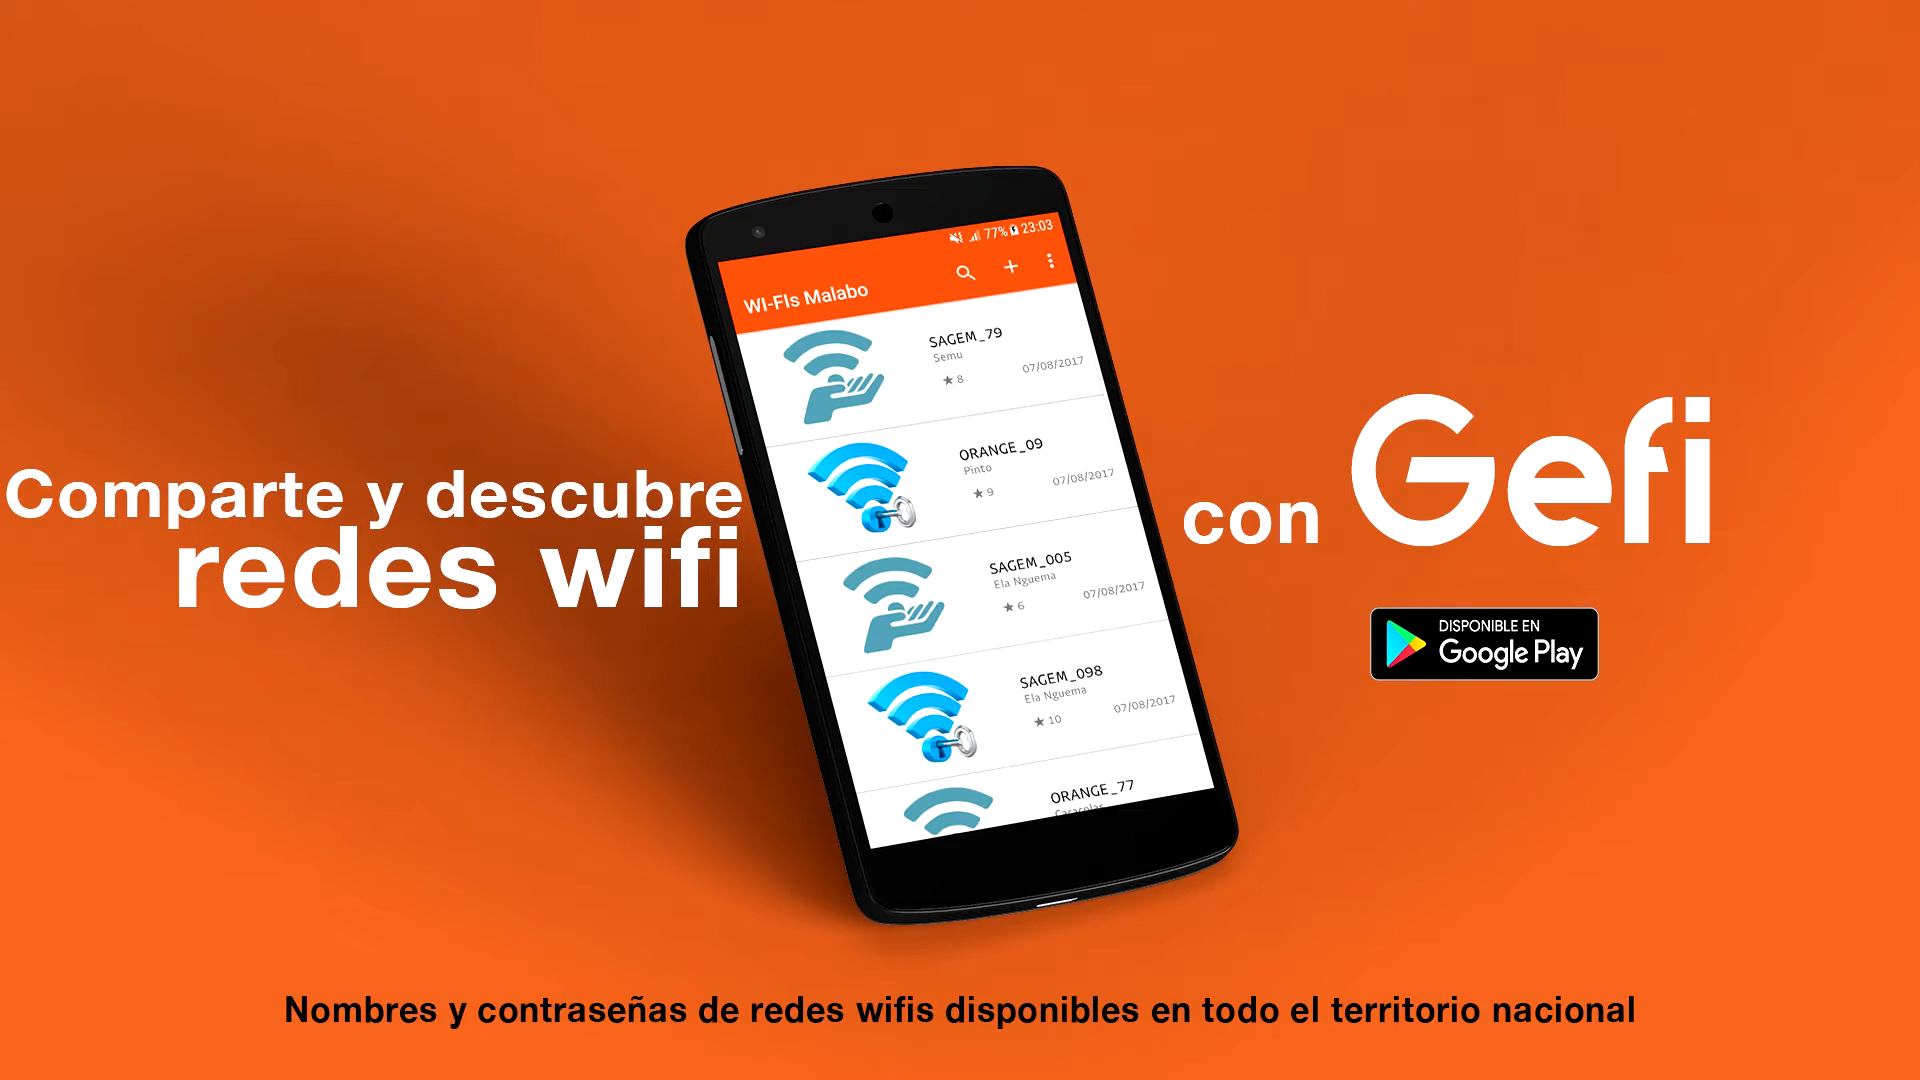 Comparte y descubre
redes wifi
con Gefi
DISPONIBLE EN
Google Play
77% 23:03
WI-FIs Malabo
SAGEM_79
Semu
★ 8
07/08/2017
ORANGE_09
Pinto
★ 9
07/08/2017
SAGEM_005
Ela Nguema
★ 6
07/08/2017
SAGEM_098
Ela Nguema
★ 10
07/08/2017
ORANGE_77
Nombres y contraseñas de redes wifis disponibles en todo el territorio nacional